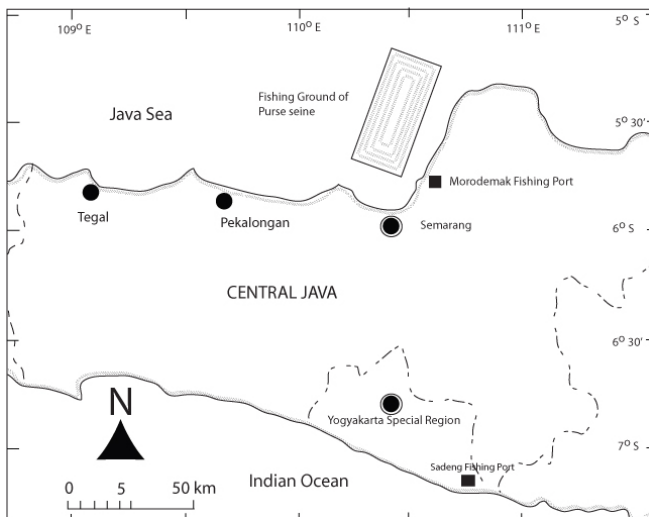 109° E
110° E
111° E
5° S
Fishing Ground of
Purse seine
Java Sea
5° 30'
Morodemak Fishing Port
Tegal
Pekalongan
Semarang
6° S
CENTRAL JAVA
6° 30'
N
Yogyakarta Special Region
7° S
Sadeng Fishing Port
Indian Ocean
0 5 50 km